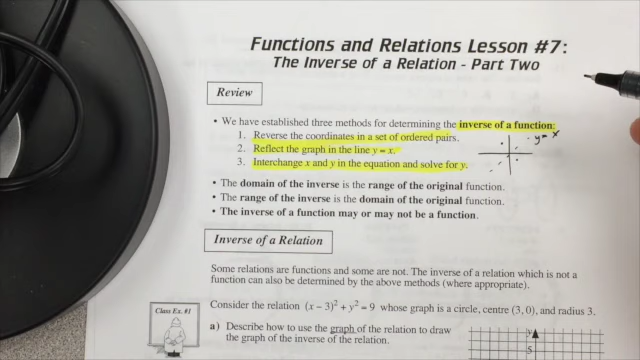 Functions and Relations Lesson #7:
The Inverse of a Relation - Part Two
Review
• We have established three methods for determining the inverse of a function:
1. Reverse the coordinates in a set of ordered pairs.
2. Reflect the graph in the line y = x.
3. Interchange x and y in the equation and solve for y.
y = x
• The domain of the inverse is the range of the original function.
• The range of the inverse is the domain of the original function.
• The inverse of a function may or may not be a function.
Inverse of a Relation
Some relations are functions and some are not. The inverse of a relation which is not a
function can also be determined by the above methods (where appropriate).
Class Ex. #1
Consider the relation (x – 3)² + y² = 9 whose graph is a circle, centre (3, 0), and radius 3.
a) Describe how to use the graph of the relation to draw
the graph of the inverse of the relation.
y
5